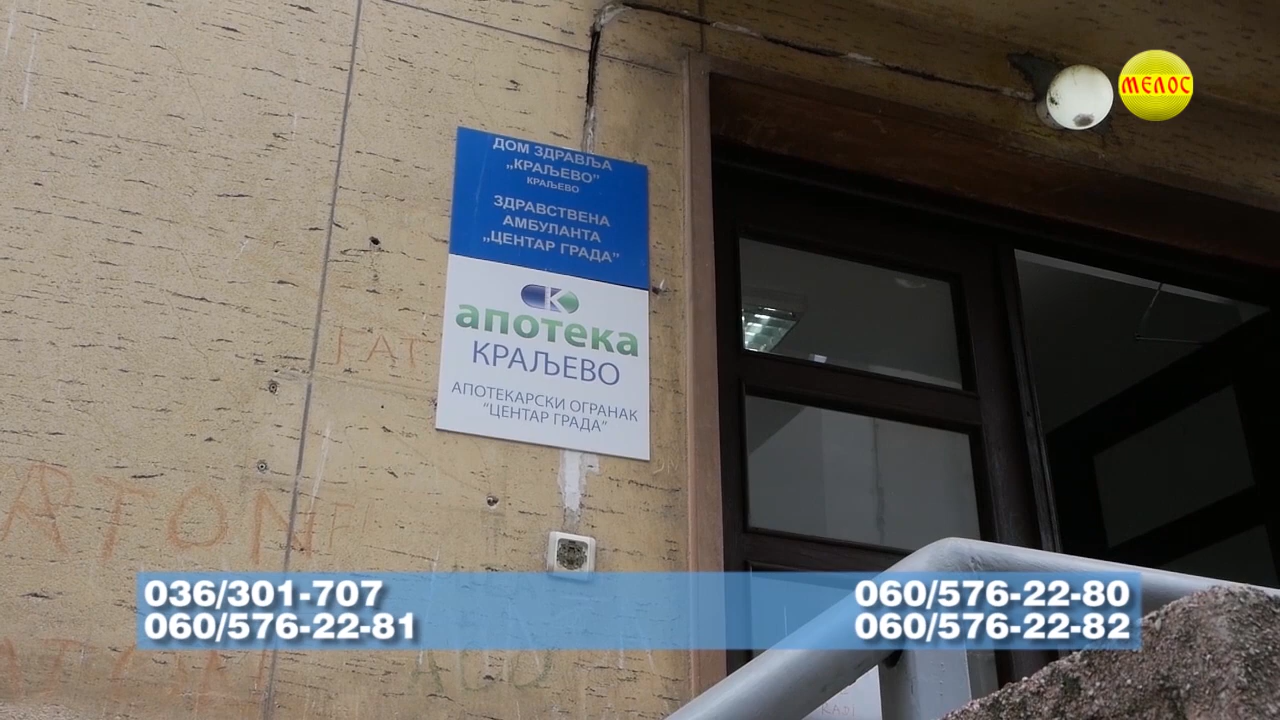 МЕЛОС
ДОМ ЗДРАВЉА
„КРАЉЕВО”
КРАЉЕВО
ЗДРАВСТВЕНА
АМБУЛАНТА
„ЦЕНТАР ГРАДА”
K
апотека
КРАЉЕВО
АПОТЕКАРСКИ ОГРАНАК
“ЦЕНТАР ГРАДА”
036/301-707
060/576-22-81
060/576-22-80
060/576-22-82